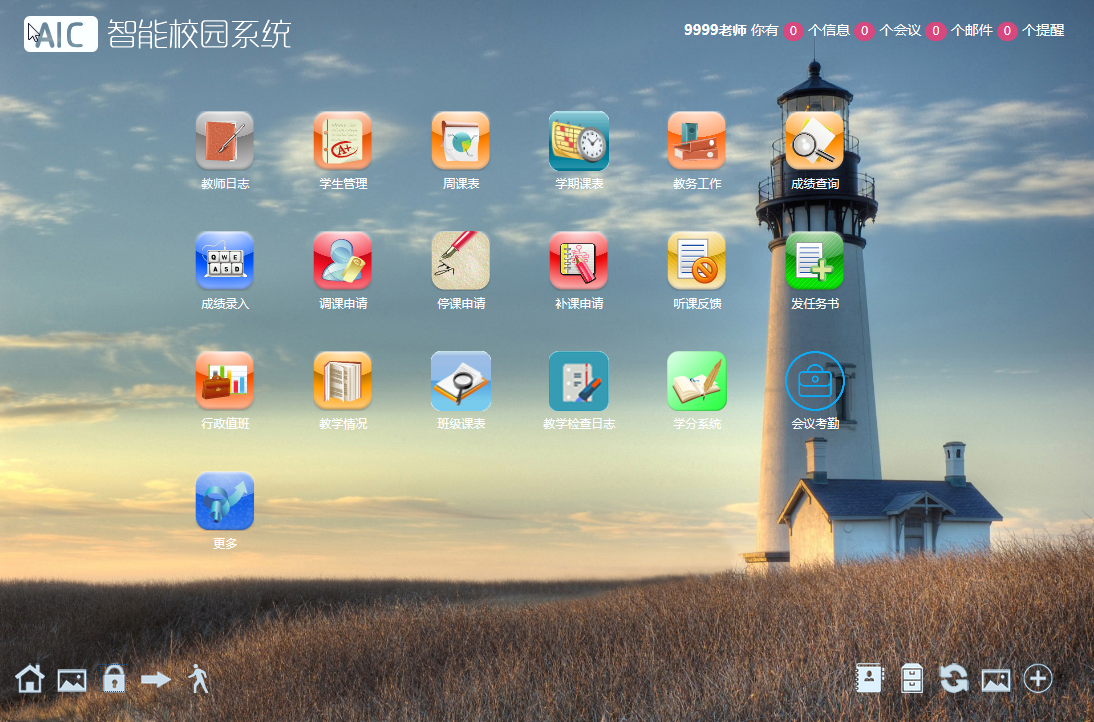 AIC 智能校园系统
9999老师 你有 0 个信息 0 个会议 0 个邮件 0 个提醒
教师日志 学生管理 周课表 学期课表 教务工作 成绩查询
成绩录入 调课申请 停课申请 补课申请 听课反馈 发任务书
行政值班 教学情况 班级课表 教学检查日志 学分系统 会议考勤
更多